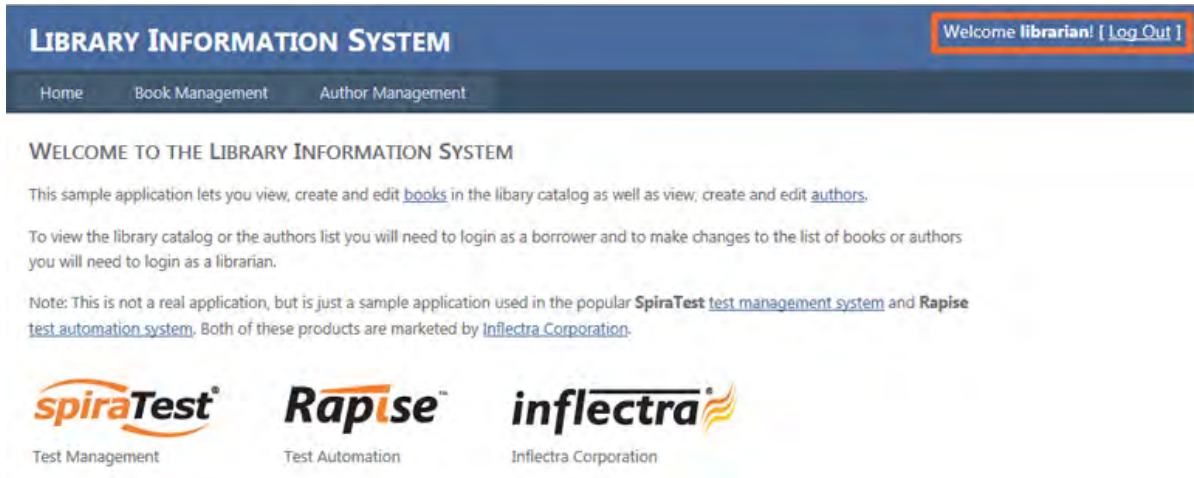 LIBRARY INFORMATION SYSTEM
Welcome librarian! [ Log Out ]
Home Book Management Author Management
WELCOME TO THE LIBRARY INFORMATION SYSTEM
This sample application lets you view, create and edit books in the libary catalog as well as view, create and edit authors.
To view the library catalog or the authors list you will need to login as a borrower and to make changes to the list of books or authors
you will need to login as a librarian.
Note: This is not a real application, but is just a sample application used in the popular SpiraTest test management system and Rapise
test automation system. Both of these products are marketed by Inflectra Corporation.
spiraTest® Rapise™ inflectra®
Test Management Test Automation Inflectra Corporation